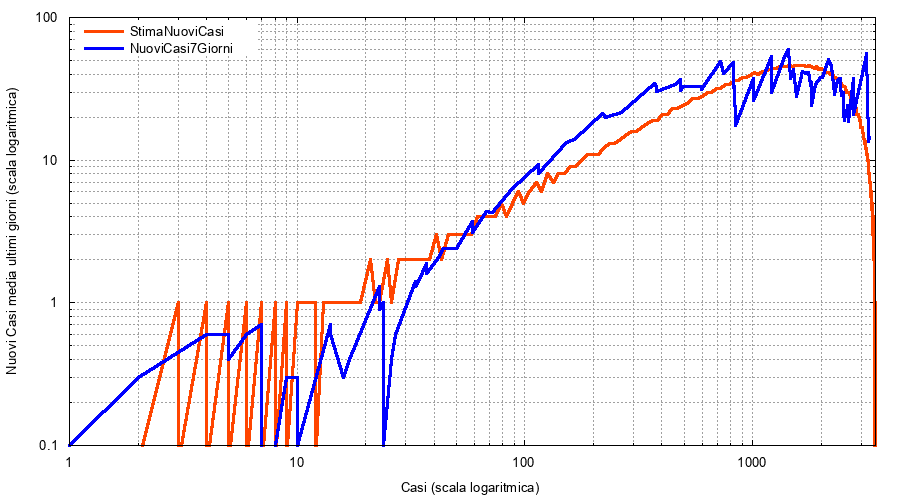 100
StimaNuoviCasi
NuoviCasi7Giorni
10
1
0.1
Nuovi Casi media ultimi giorni (scala logaritmica)
1
10
100
1000
Casi (scala logaritmica)